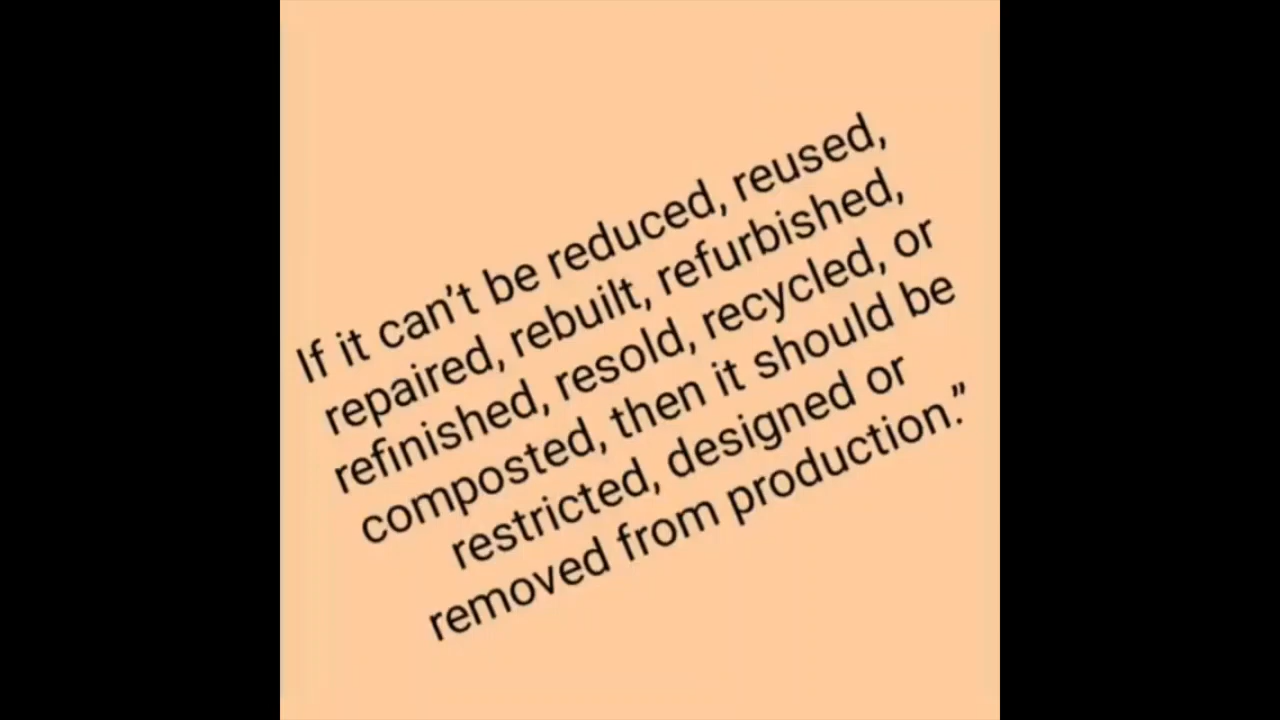 If it can’t be reduced, reused,
repaired, rebuilt, refurbished,
refinished, resold, recycled, or
composted, then it should be
restricted, designed or
removed from production.”